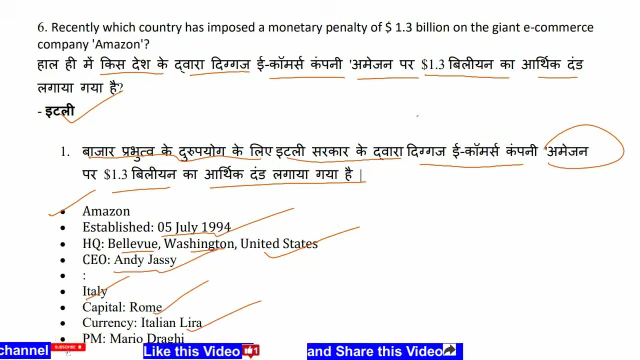 6. Recently which country has imposed a monetary penalty of $ 1.3 billion on the giant e-commerce
company 'Amazon'?
हाल ही में किस देश के द्वारा दिग्गज ई-कॉमर्स कंपनी 'अमेजन पर $1.3 बिलीयन का आर्थिक दंड
लगाया गया है?
- इटली
1. बाजार प्रभुत्व के दुरुपयोग के लिए इटली सरकार के द्वारा दिग्गज ई-कॉमर्स कंपनी 'अमेजन
पर $1.3 बिलीयन का आर्थिक दंड लगाया गया है |
• Amazon
• Established: 05 July 1994
• HQ: Bellevue, Washington, United States
• CEO: Andy Jassy
• :
• Italy
• Capital: Rome
• Currency: Italian Lira
• PM: Mario Draghi
channel SUBSCRIBE Like this Video 1 and Share this Video